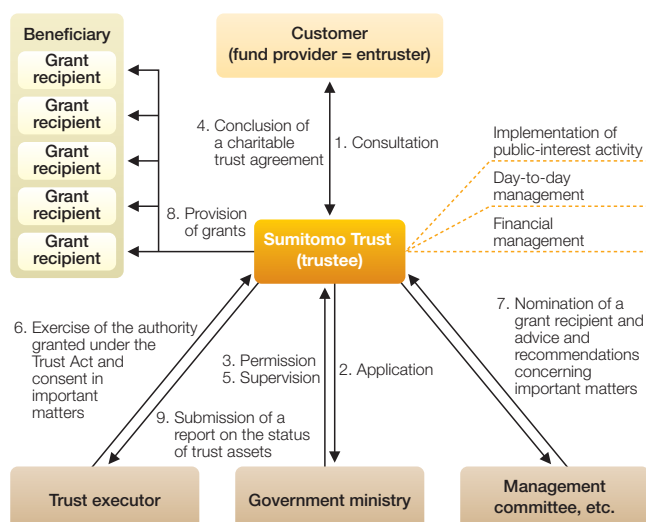 Beneficiary
Grant
recipient
Grant
recipient
Grant
recipient
Grant
recipient
Grant
recipient
Customer
(fund provider = entruster)
4. Conclusion of
a charitable
trust agreement
1. Consultation
Implementation of
public-interest activity
Day-to-day
management
Financial
management
8. Provision
of grants
Sumitomo Trust
(trustee)
6. Exercise of the authority
granted under the
Trust Act and
consent in
important
matters
3. Permission
5. Supervision
2. Application
7. Nomination of a
grant recipient and
advice and
recommendations
concerning
important matters
9. Submission of a
report on the status
of trust assets
Trust executor
Government ministry
Management
committee, etc.